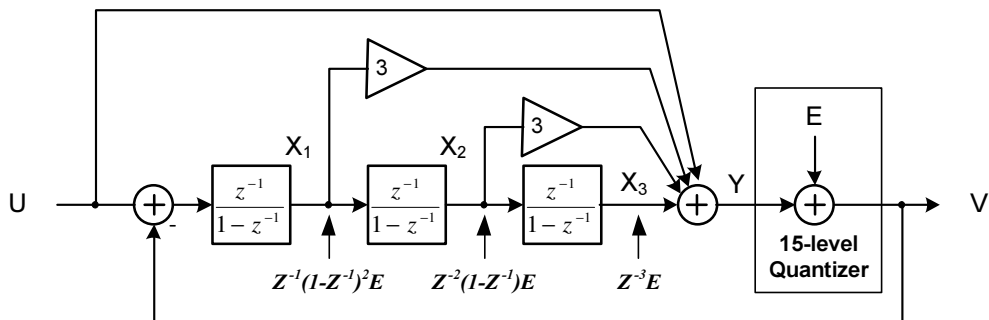 3
3
E
X₁
X₂
X₃
Y
U
V
+
-
z⁻¹
1 − z⁻¹
z⁻¹
1 − z⁻¹
z⁻¹
1 − z⁻¹
+
+
15-level
Quantizer
Z⁻¹(1-Z⁻¹)²E
Z⁻²(1-Z⁻¹)E
Z⁻³E